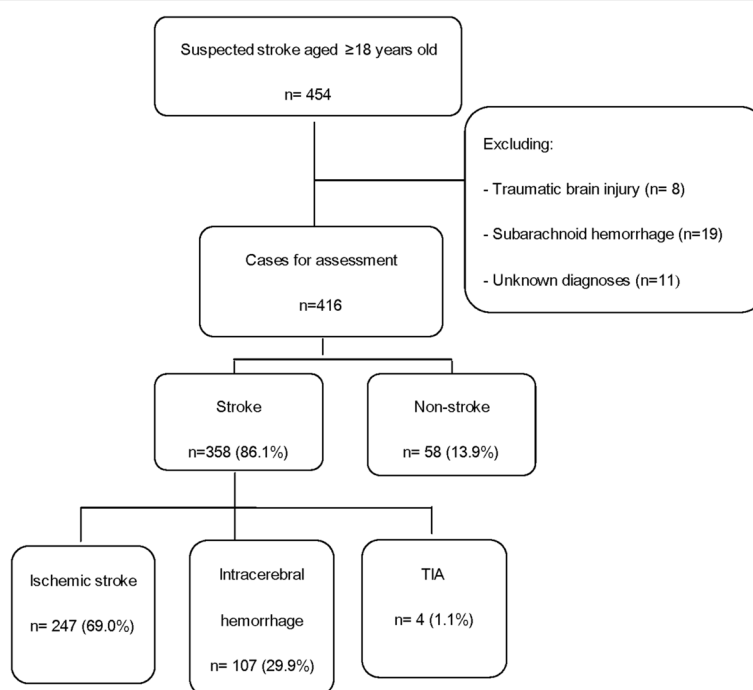 Suspected stroke aged ≥18 years old
n= 454
Excluding:
- Traumatic brain injury (n= 8)
- Subarachnoid hemorrhage (n=19)
- Unknown diagnoses (n=11)
Cases for assessment
n=416
Stroke
n=358 (86.1%)
Non-stroke
n= 58 (13.9%)
Ischemic stroke
n= 247 (69.0%)
Intracerebral
hemorrhage
n= 107 (29.9%)
TIA
n= 4 (1.1%)